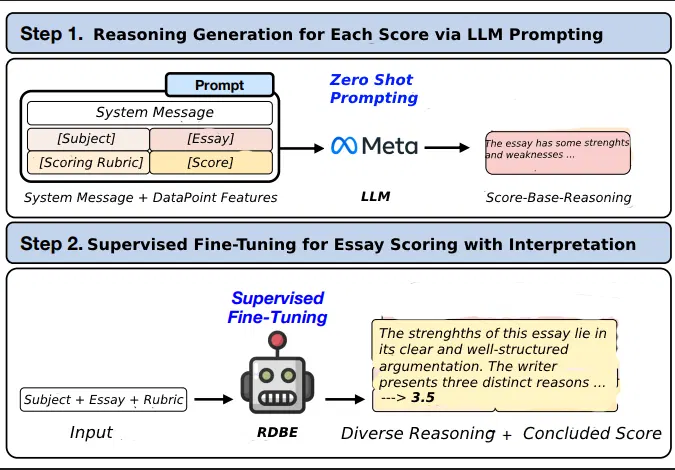 Step 1. Reasoning Generation for Each Score via LLM Prompting
Prompt
System Message
[Subject] [Essay]
[Scoring Rubric] [Score]
System Message + DataPoint Features
Zero Shot
Prompting
Meta
LLM
The essay has some strenghts
and weaknesses ...
Score-Base-Reasoning
Step 2. Supervised Fine-Tuning for Essay Scoring with Interpretation
Subject + Essay + Rubric
Input
Supervised
Fine-Tuning
RDBE
The strenghths of this essay lie in
its clear and well-structured
argumentation. The writer
presents three distinct reasons ...
---> 3.5
Diverse Reasoning + Concluded Score